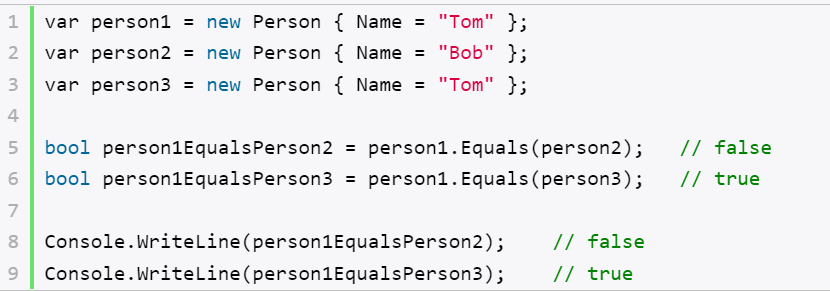 1 var person1 = new Person { Name = "Tom" };
2 var person2 = new Person { Name = "Bob" };
3 var person3 = new Person { Name = "Tom" };
4
5 bool person1EqualsPerson2 = person1.Equals(person2);   // false
6 bool person1EqualsPerson3 = person1.Equals(person3);   // true
7
8 Console.WriteLine(person1EqualsPerson2);    // false
9 Console.WriteLine(person1EqualsPerson3);    // true